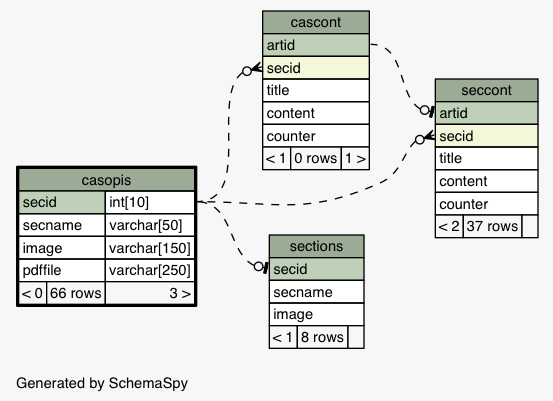 cascont
artid
secid
title
content
counter
< 1 0 rows 1 >
seccont
artid
secid
title
content
counter
< 2 37 rows
casopis
secid int[10]
secname varchar[50]
image varchar[150]
pdffile varchar[250]
< 0 66 rows 3 >
sections
secid
secname
image
< 1 8 rows
Generated by SchemaSpy